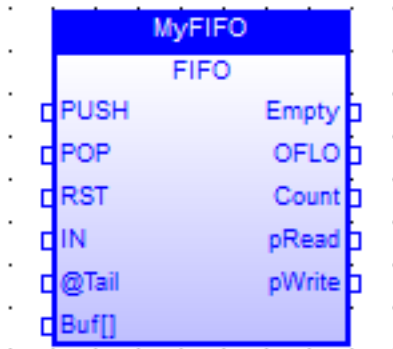 MyFIFO
FIFO
PUSH Empty
POP OFLO
RST Count
IN pRead
@Tail pWrite
Buf[]